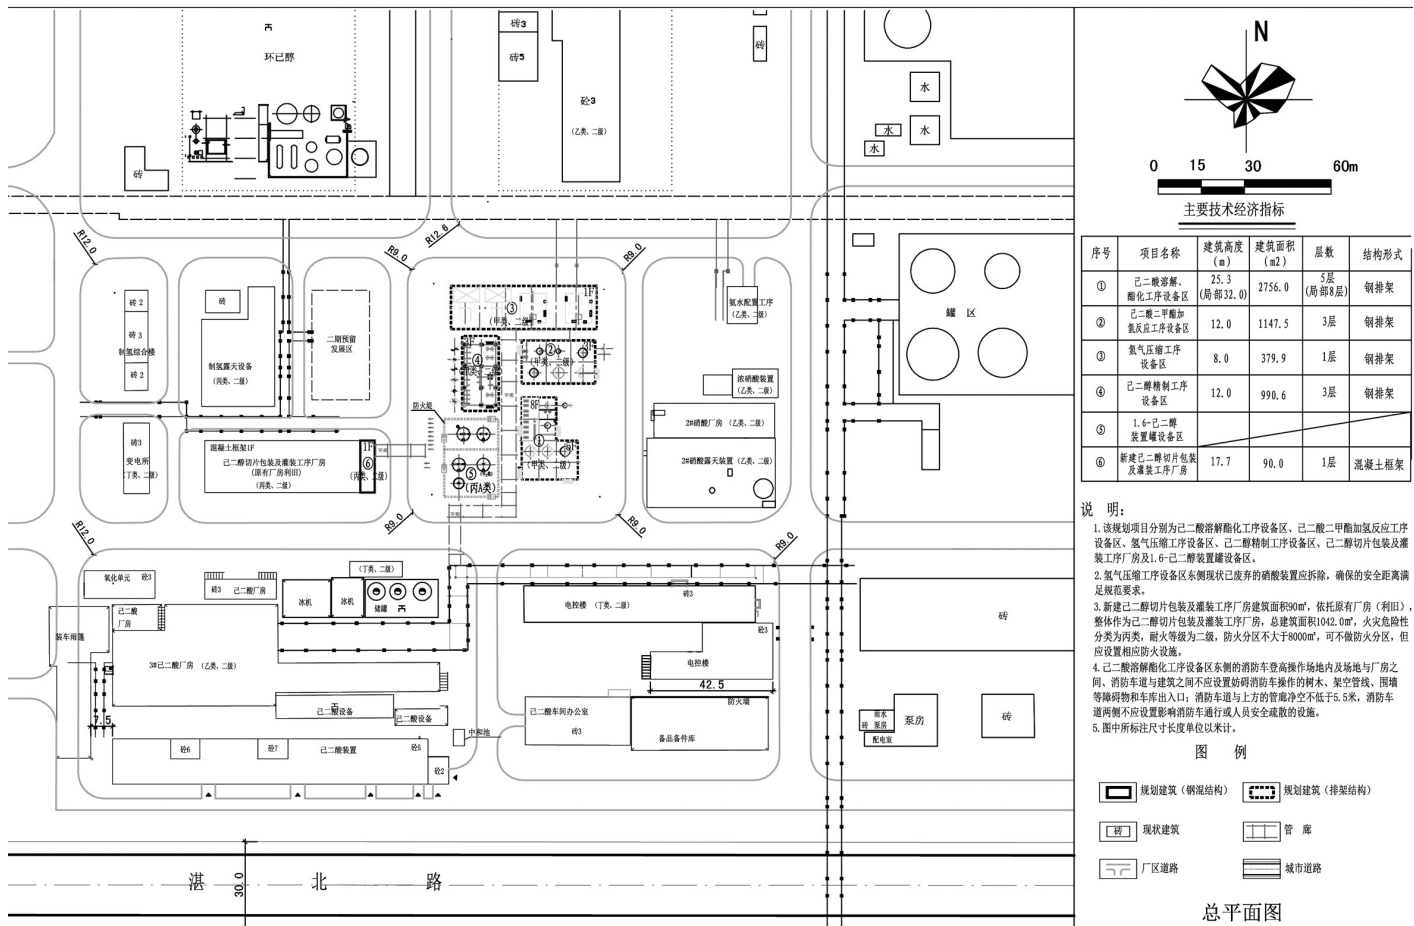 环已醇
砖3
砖5
砼3
(乙类、二级)
砖
水
水
水
水
砖
N
0 15 30 60m
主要技术经济指标
序号 项目名称 建筑高度(m) 建筑面积(m2) 层数 结构形式
① 己二酸溶解、酯化工序设备区 25.3(局部32.0) 2756.0 5层(局部8层) 钢排架
② 己二酸二甲酯加氢反应工序设备区 12.0 1147.5 3层 钢排架
③ 氢气压缩工序设备区 8.0 379.9 1层 钢排架
④ 己二醇精制工序设备区 12.0 990.6 3层 钢排架
⑤ 1.6-己二醇装置罐设备区
⑥ 新建己二醇切片包装及灌装工序厂房 17.7 90.0 1层 混凝土框架
说 明:
1.该规划项目分别为己二酸溶解酯化工序设备区、己二酸二甲酯加氢反应工序
设备区、氢气压缩工序设备区、己二醇精制工序设备区、己二醇切片包装及灌
装工序厂房及1.6-己二醇装置罐设备区。
2.氢气压缩工序设备区东侧现状已废弃的硝酸装置应拆除，确保的安全距离满
足规范要求。
3.新建己二醇切片包装及灌装工序厂房建筑面积90㎡，依托原有厂房（利旧），
整体作为己二醇切片包装及灌装工序厂房，总建筑面积1042.0㎡，火灾危险性
分类为丙类，耐火等级为二级，防火分区不大于8000㎡，可不做防火分区，但
应设置相应防火设施。
4.己二酸溶解酯化工序设备区东侧的消防车登高操作场地内及场地与厂房之
间、消防车道与建筑之间不应设置妨碍消防车操作的树木、架空管线、围墙
等障碍物和车库出入口；消防车道与上方的管廊净空不低于5.5米，消防车
道两侧不应设置影响消防车通行或人员安全疏散的设施。
5.图中所标注尺寸长度单位以米计。
图 例
规划建筑（钢混结构）
规划建筑（排架结构）
砖 现状建筑
管 廊
厂区道路
城市道路
总平面图
R12.0
R12.6
R9.0
R9.0
砖2
砖3
制氢综合楼
砖2
砖
制氢露天设备
(丙类、二级)
二期预留
发展区
③
1F
(甲类、二级)
④
②
(甲类、二级)
3F
8F
①
(甲类、二级)
防火堤
⑤
(丙A类)
氨水配置工序
(乙类、二级)
浓硝酸装置
(乙类、二级)
2#硝酸厂房 (乙类、二级)
2#硝酸露天装置 (乙类、二级)
罐 区
砖3
变电所
(丁类、二级)
混凝土框架1F
己二醇切片包装及灌装工序厂房
(原有厂房利旧)
(丙类、二级)
1F
⑥
(丙类、二级)
R12.0
R9.0
R9.0
R9.0
氧化单元 砼3
砖3 己二酸厂房
冰机
冰机
(丁类、二级)
储罐
电控楼 (丁类、二级)
砖3
砼3
电控楼
42.5
己二酸
厂房
装车雨篷
3#己二酸厂房 (乙类、二级)
己二酸设备
己二酸设备
7.5
砼6
砼7
己二酸装置
砼5
砼2
中和池
己二酸车间办公室
砖3
防火墙
备品备件库
砖
雨水
泵房
砖
泵房
配电室
砖
湛 北 路
30.0